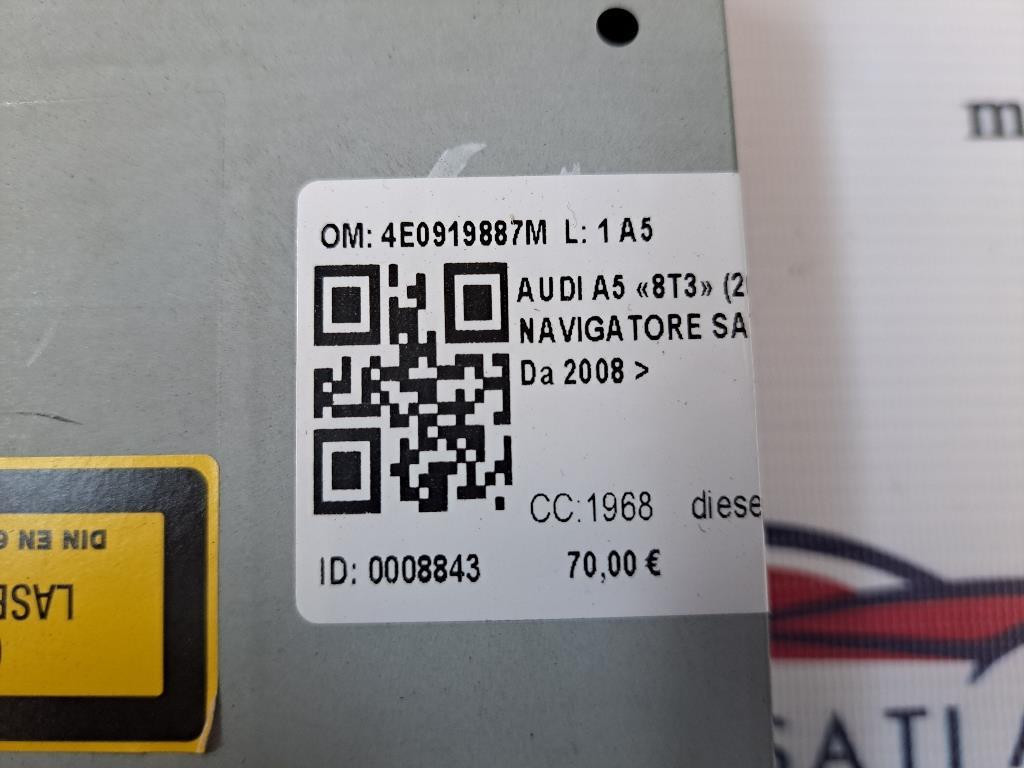 m
OM: 4E0919887M L: 1 A5
AUDI A5 «8T3» (2
NAVIGATORE SA
Da 2008 >
CC:1968 diese
ID: 0008843 70,00 €
DIN EN 6
LASE